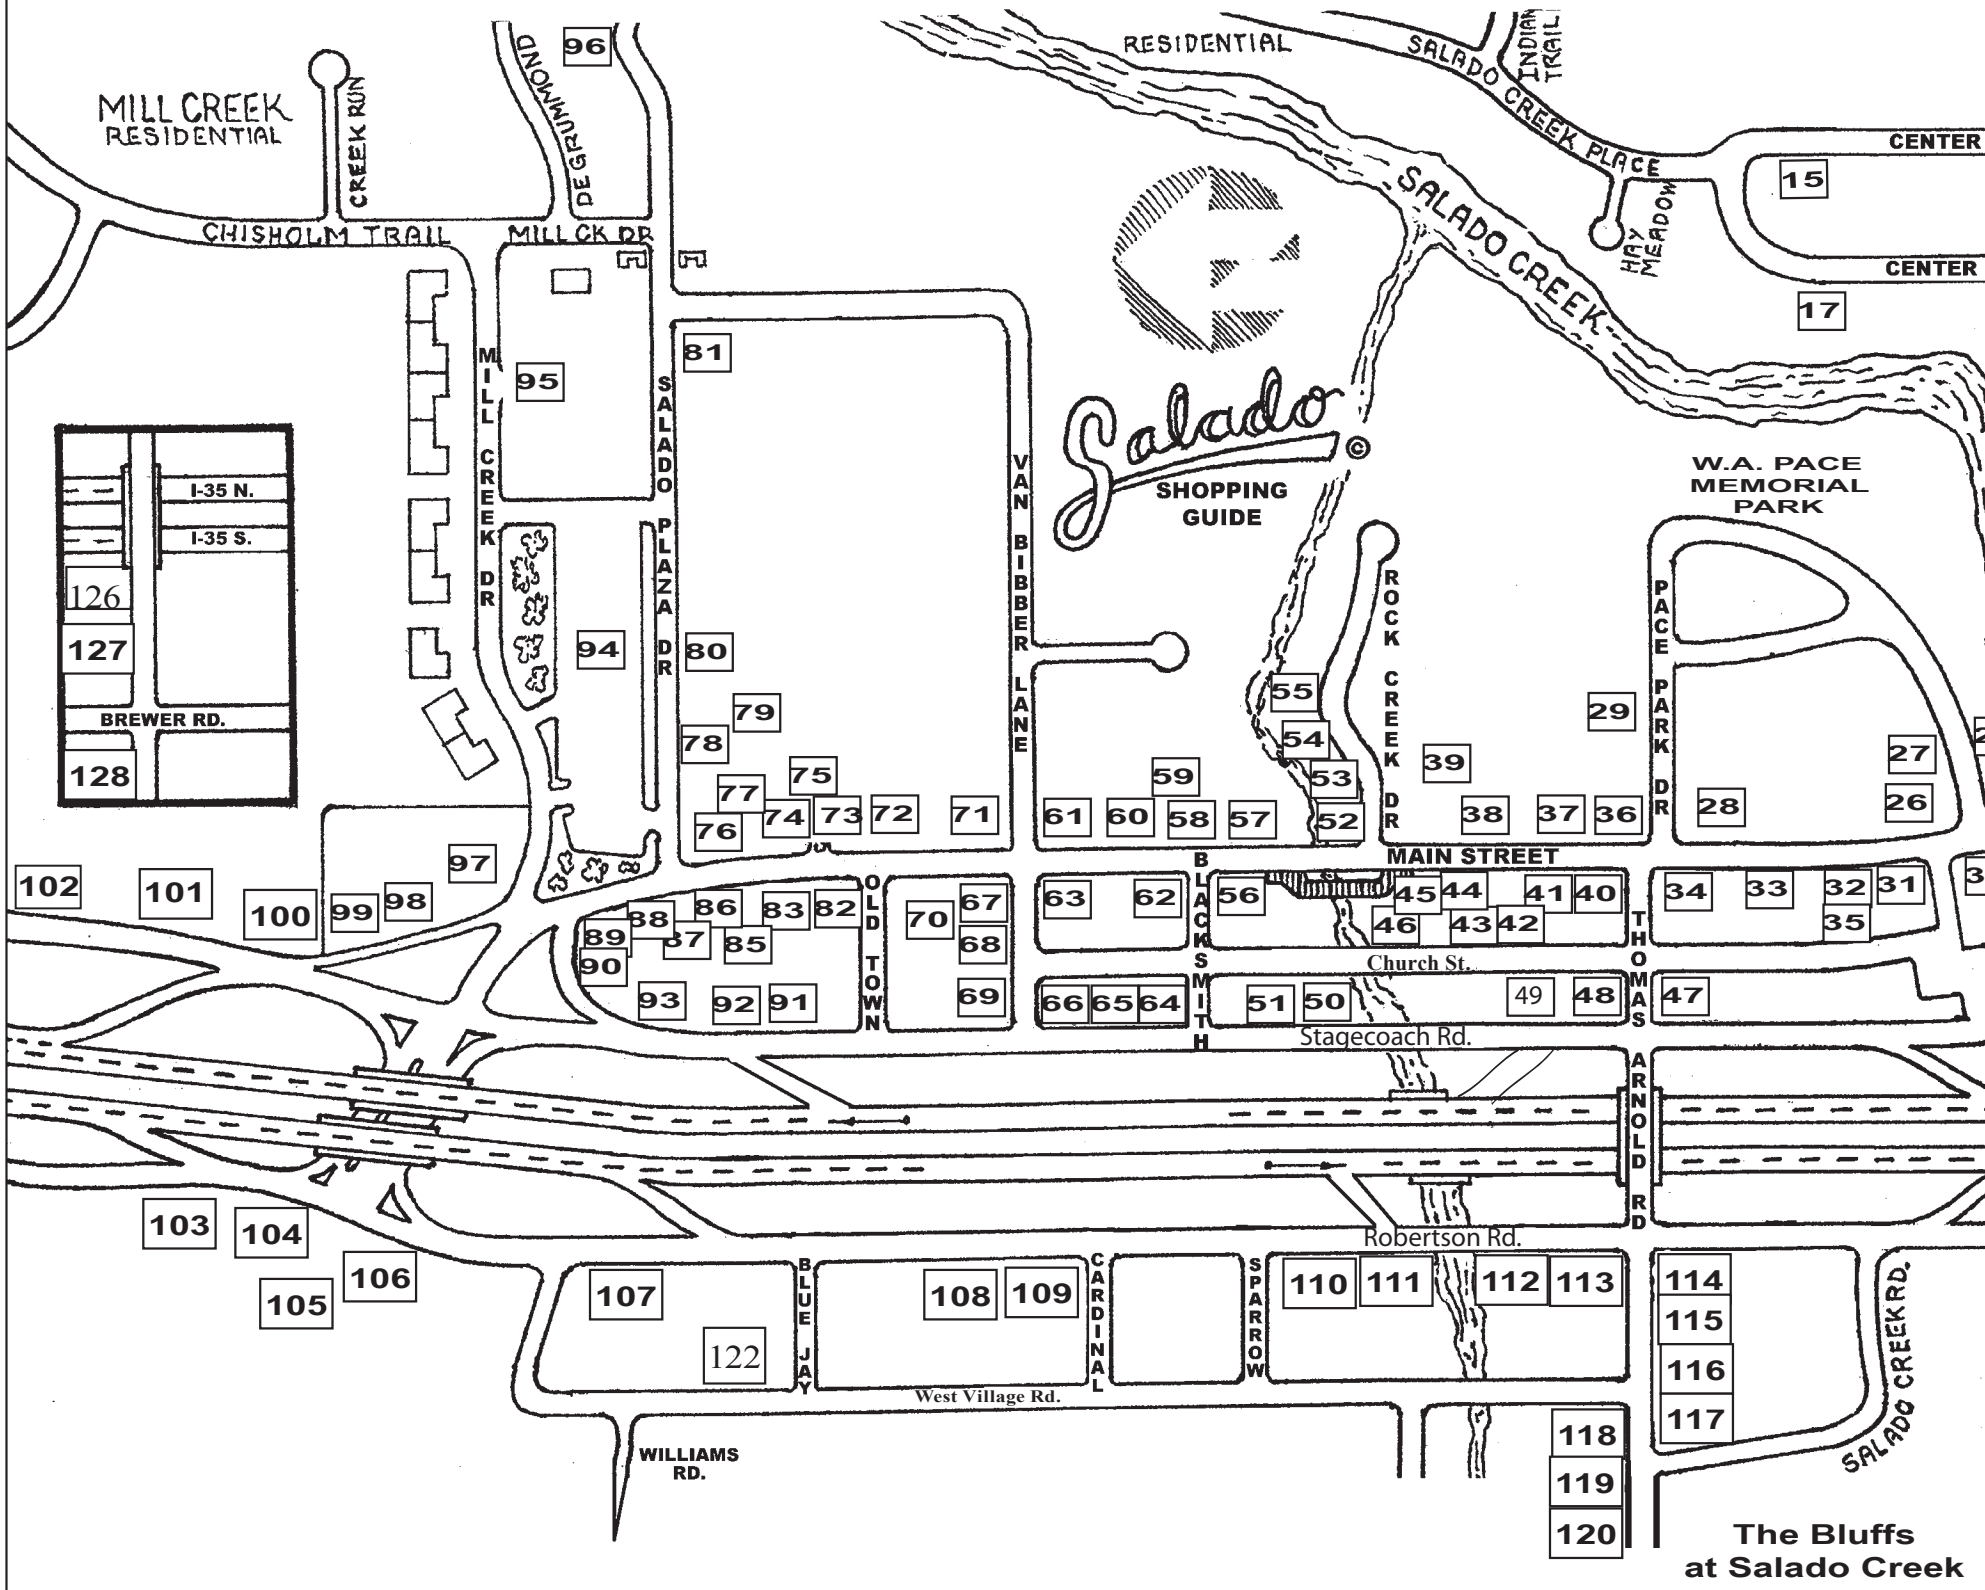 96
DEGRUMMOND
RESIDENTIAL
SALADO CREEK PLACE
INDIAN
TRAIL
MILL CREEK
RESIDENTIAL
CREEK RUN
CENTER
15
HAY
MEADOW
CHISHOLM TRAIL
MILL CK DR
SALADO CREEK
CENTER
17
81
95
MILL CREEK DR
SALADO PLAZA DR
VAN BIBBER LANE
Salado
©
SHOPPING
GUIDE
W.A. PACE
MEMORIAL
PARK
I-35 N.
I-35 S.
126
127
BREWER RD.
128
94
80
79
78
77
75
76
74
73
72
71
61
60
59
58
57
55
54
53
52
ROCK CREEK DR
39
38
37
36
29
PACE PARK DR
28
27
26
MAIN STREET
102
101
100
99
98
97
88
86
83
82
89
87
85
90
93
92
91
OLD TOWN
70
67
68
69
63
62
66
65
64
BLACKSMITH
56
45
44
41
40
46
43
42
Church St.
51
50
49
48
47
34
33
32
31
35
THOMAS ARNOLD RD
Stagecoach Rd.
Robertson Rd.
103
104
105
106
107
122
BLUE JAY
108
109
CARDINAL
SPARROW
110
111
112
113
114
115
116
117
West Village Rd.
WILLIAMS
RD.
118
119
120
SALADO CREEK RD.
The Bluffs
at Salado Creek